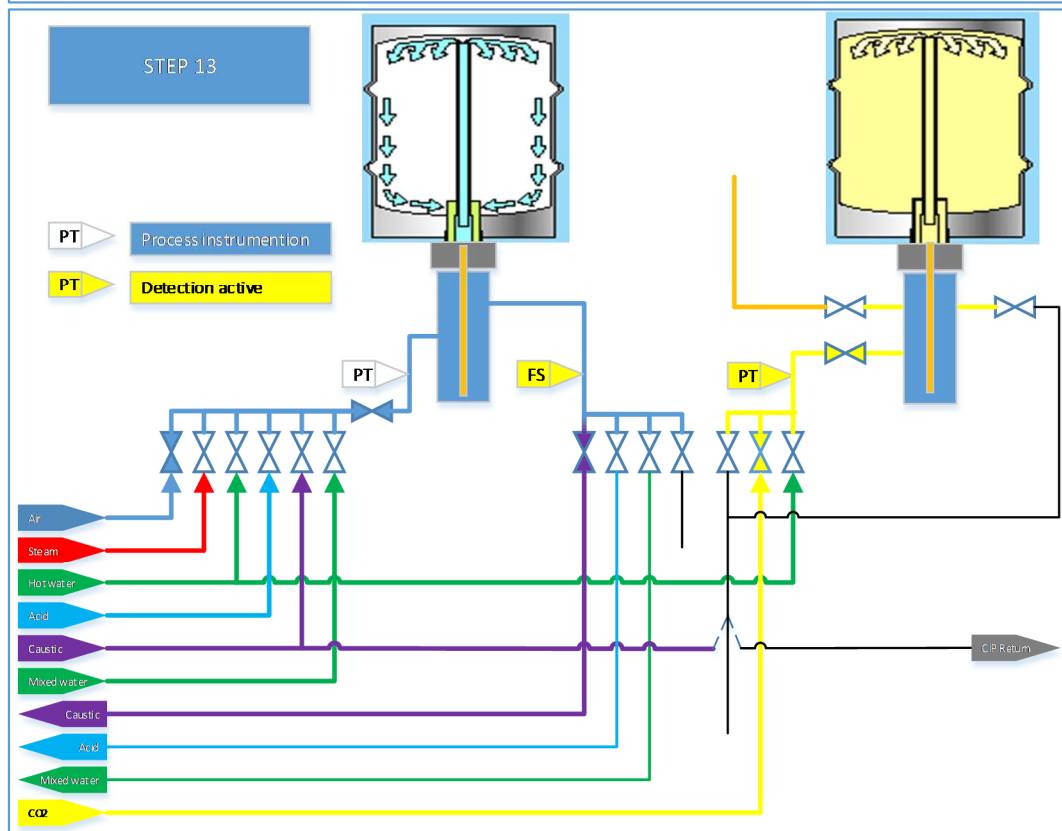 STEP 13
PT
Process instrumention
PT
Detection active
PT
FS
PT
Air
Steam
Hot water
Acid
Caustic
Mixed water
CIP Return
Caustic
Acid
Mixed water
CO2